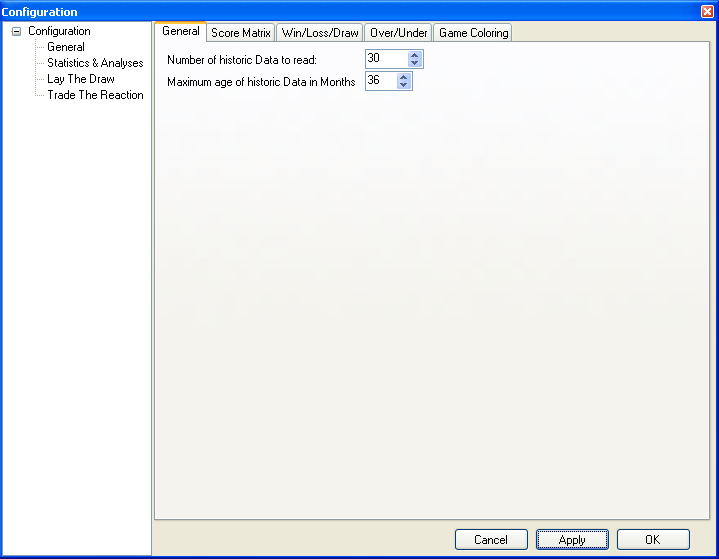 Configuration
Configuration
General
Statistics & Analyses
Lay The Draw
Trade The Reaction
General Score Matrix Win/Loss/Draw Over/Under Game Coloring
Number of historic Data to read: 30
Maximum age of historic Data in Months 36
Cancel Apply OK